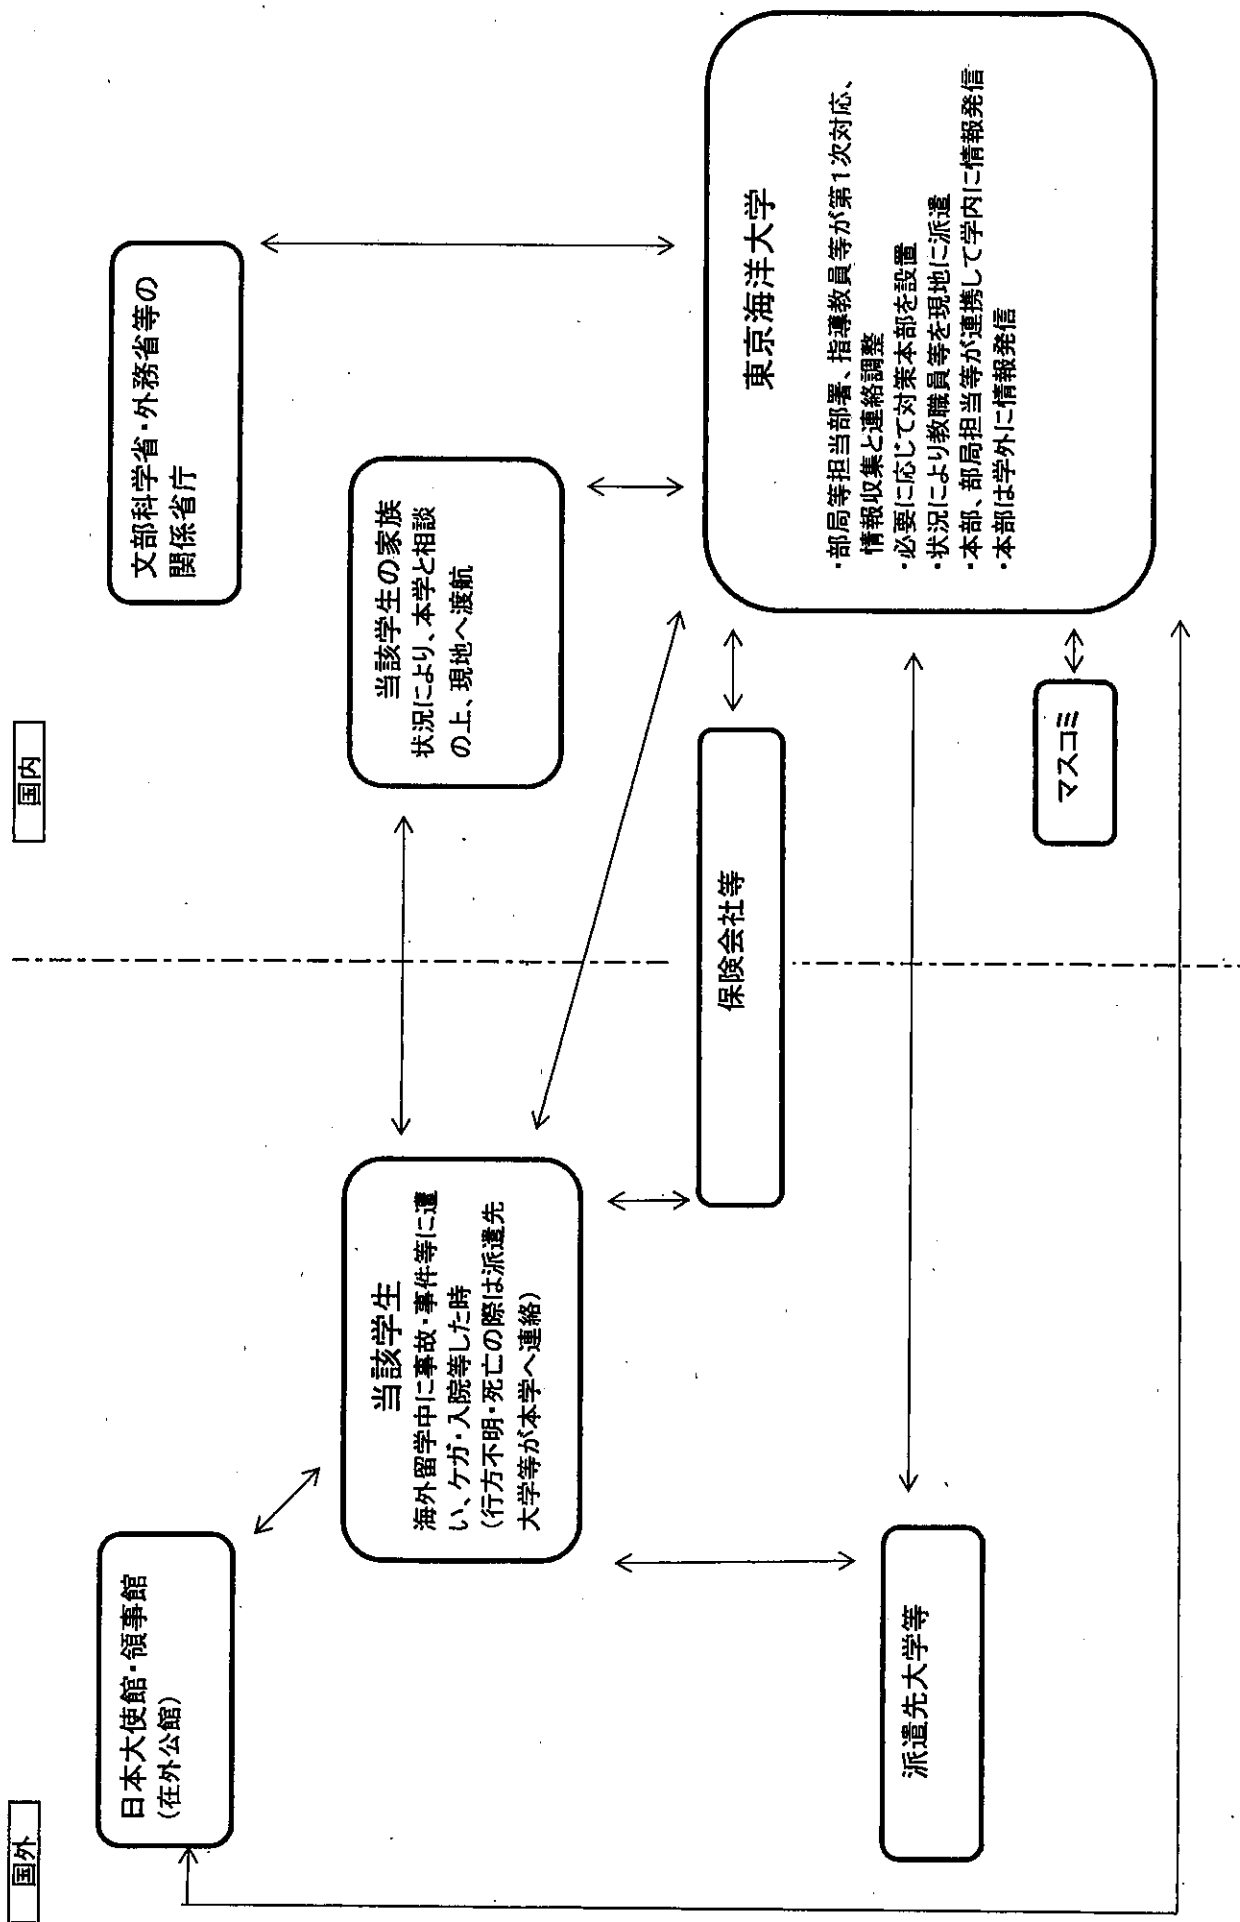 国外
国内
日本大使館・領事館
(在外公館)
文部科学省・外務省等の
関係省庁
当該学生
海外留学中に事故・事件等に遭
い、ケガ・入院等した時
(行方不明・死亡の際は派遣先
大学等が本学へ連絡)
当該学生の家族
状況により、本学と相談
の上、現地へ渡航
保険会社等
東京海洋大学
・部局等担当部署、指導教員等が第1次対応、
情報収集と連絡調整
・必要に応じて対策本部を設置
・状況により教職員等を現地に派遣
・本部、部局担当等が連携して学内に情報発信
・本部は学外に情報発信
派遣先大学等
マスコミ